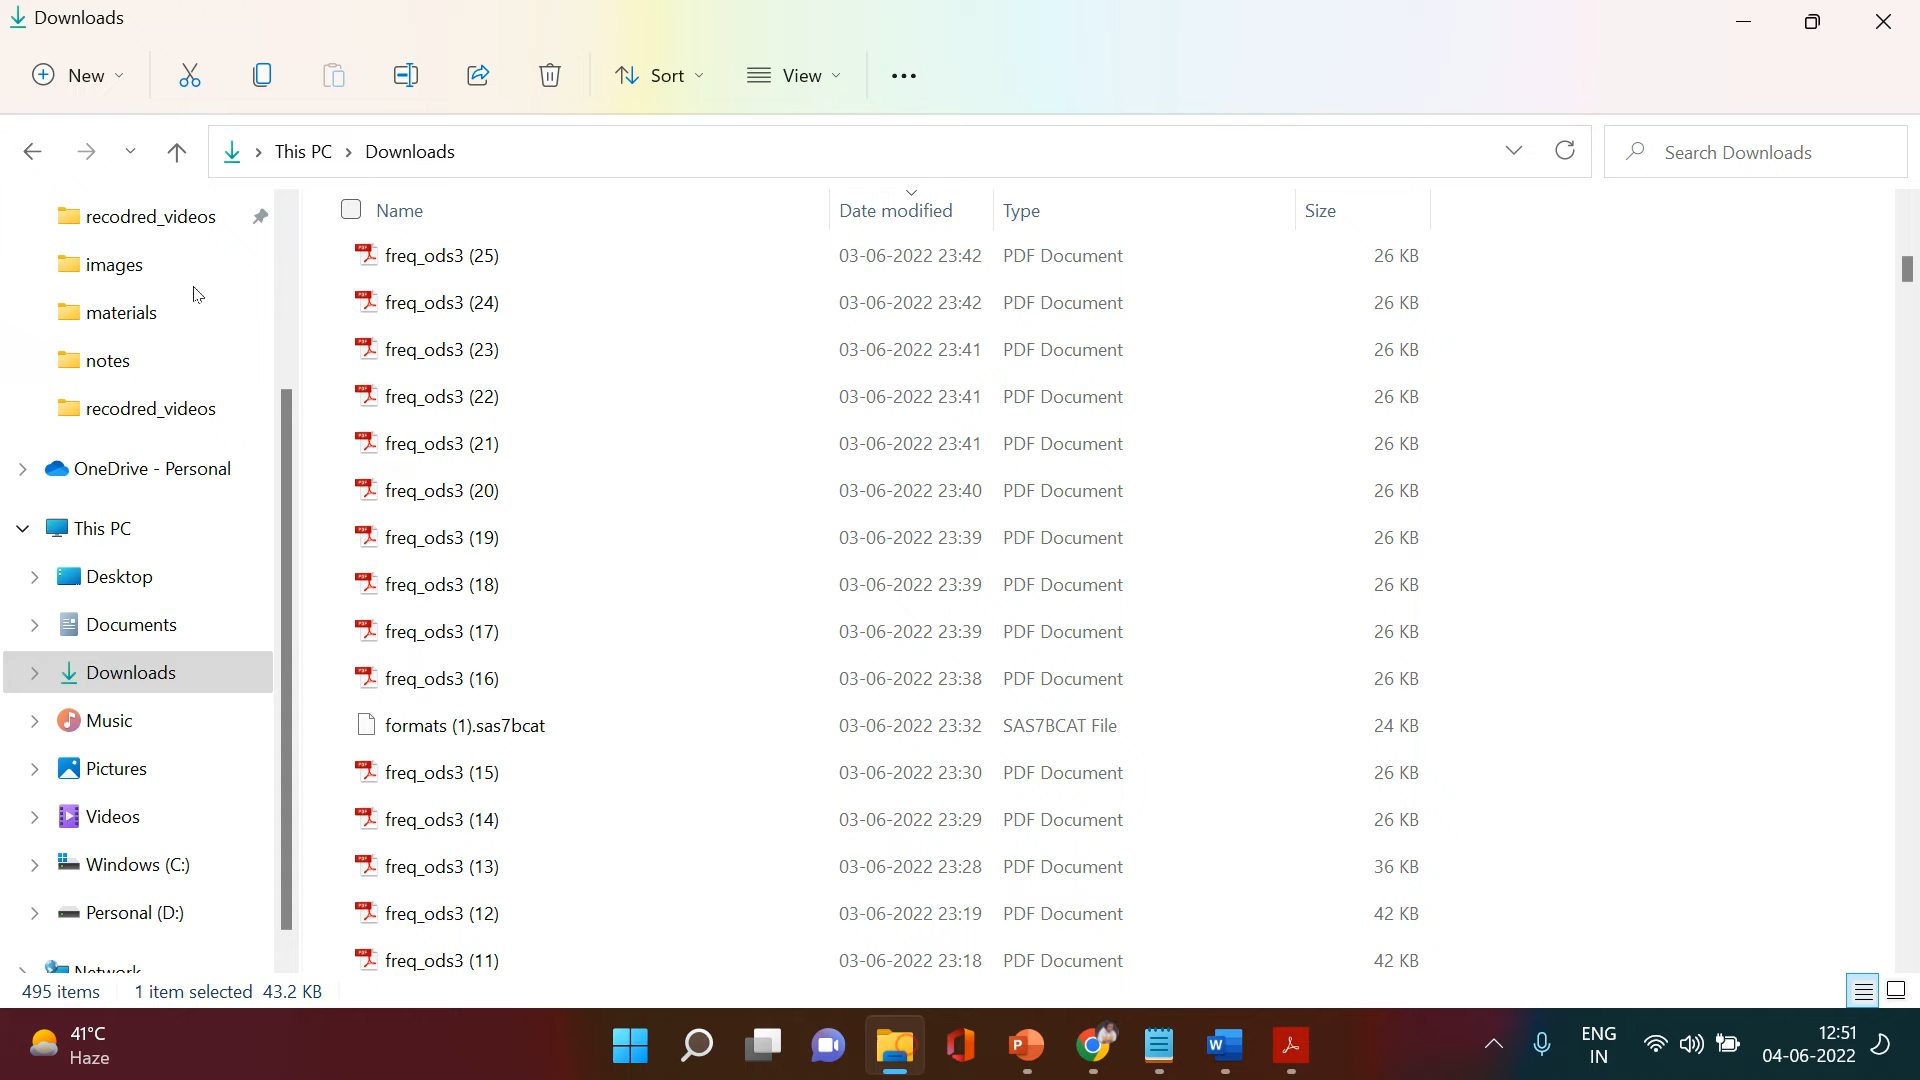 Downloads
New
Sort
View
This PC
Downloads
Search Downloads
recodred_videos
images
materials
notes
recodred_videos
OneDrive - Personal
This PC
Desktop
Documents
Downloads
Music
Pictures
Videos
Windows (C:)
Personal (D:)
Network
Name Date modified Type Size
freq_ods3 (25) 03-06-2022 23:42 PDF Document 26 KB
freq_ods3 (24) 03-06-2022 23:42 PDF Document 26 KB
freq_ods3 (23) 03-06-2022 23:41 PDF Document 26 KB
freq_ods3 (22) 03-06-2022 23:41 PDF Document 26 KB
freq_ods3 (21) 03-06-2022 23:41 PDF Document 26 KB
freq_ods3 (20) 03-06-2022 23:40 PDF Document 26 KB
freq_ods3 (19) 03-06-2022 23:39 PDF Document 26 KB
freq_ods3 (18) 03-06-2022 23:39 PDF Document 26 KB
freq_ods3 (17) 03-06-2022 23:39 PDF Document 26 KB
freq_ods3 (16) 03-06-2022 23:38 PDF Document 26 KB
formats (1).sas7bcat 03-06-2022 23:32 SAS7BCAT File 24 KB
freq_ods3 (15) 03-06-2022 23:30 PDF Document 26 KB
freq_ods3 (14) 03-06-2022 23:29 PDF Document 26 KB
freq_ods3 (13) 03-06-2022 23:28 PDF Document 36 KB
freq_ods3 (12) 03-06-2022 23:19 PDF Document 42 KB
freq_ods3 (11) 03-06-2022 23:18 PDF Document 42 KB
495 items 1 item selected 43.2 KB
41°C
Haze
ENG
IN
12:51
04-06-2022